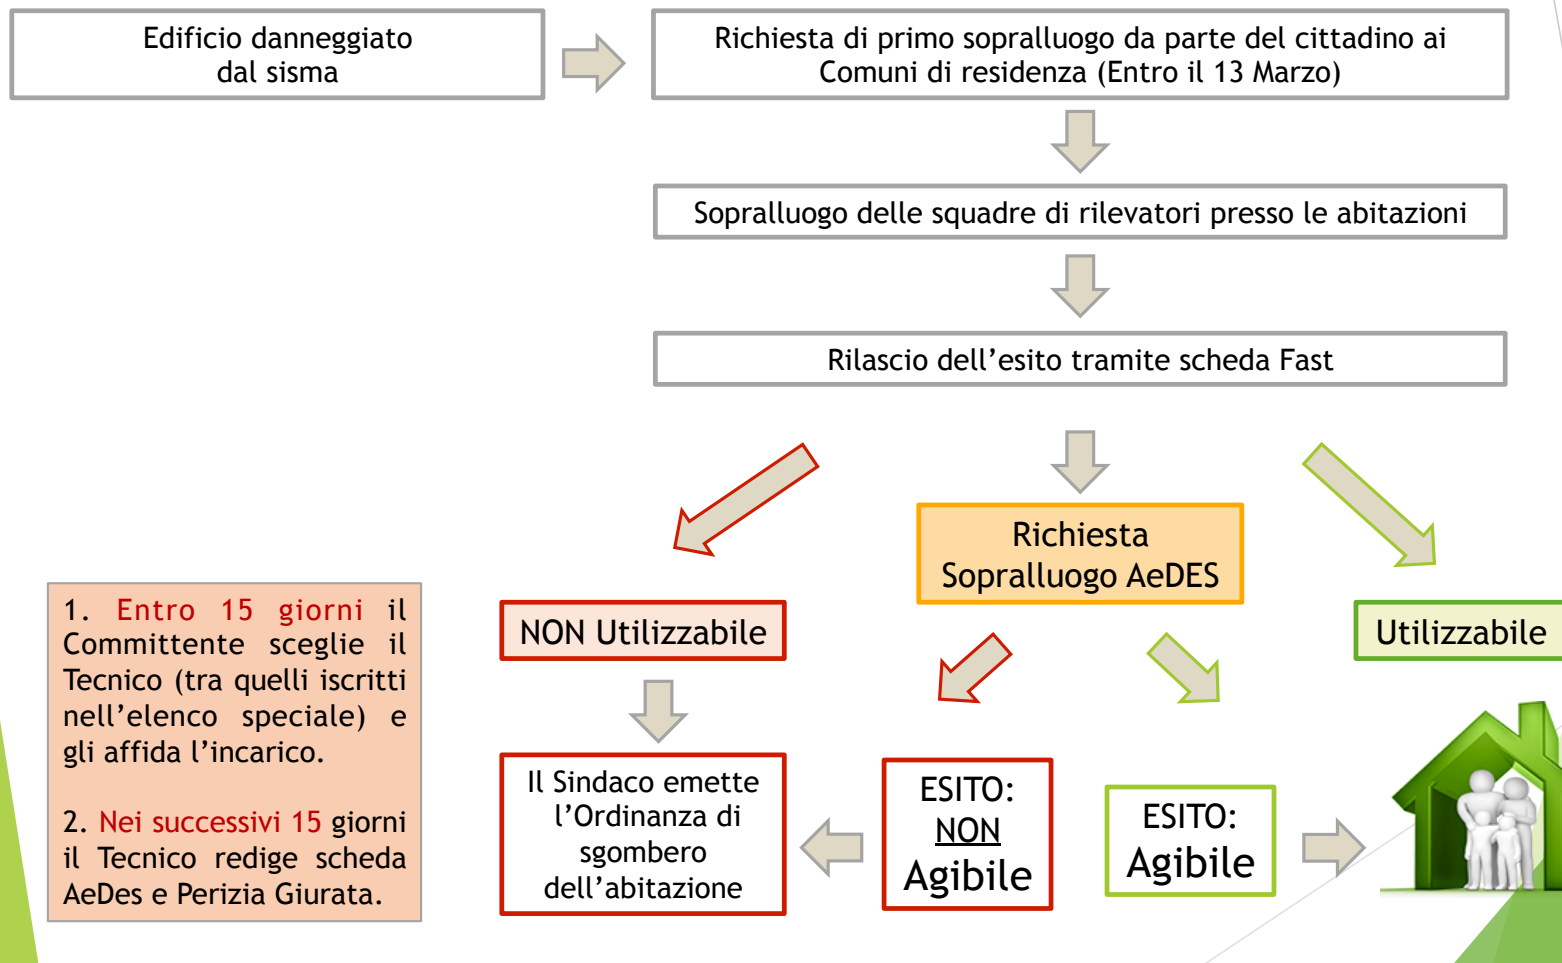 Edificio danneggiato
dal sisma
Richiesta di primo sopralluogo da parte del cittadino ai
Comuni di residenza (Entro il 13 Marzo)
Sopralluogo delle squadre di rilevatori presso le abitazioni
Rilascio dell’esito tramite scheda Fast
Richiesta
Sopralluogo AeDES
NON Utilizzabile
Utilizzabile
1. Entro 15 giorni il
Committente sceglie il
Tecnico (tra quelli iscritti
nell’elenco speciale) e
gli affida l’incarico.
2. Nei successivi 15 giorni
il Tecnico redige scheda
AeDes e Perizia Giurata.
Il Sindaco emette
l’Ordinanza di
sgombero
dell’abitazione
ESITO:
NON
Agibile
ESITO:
Agibile